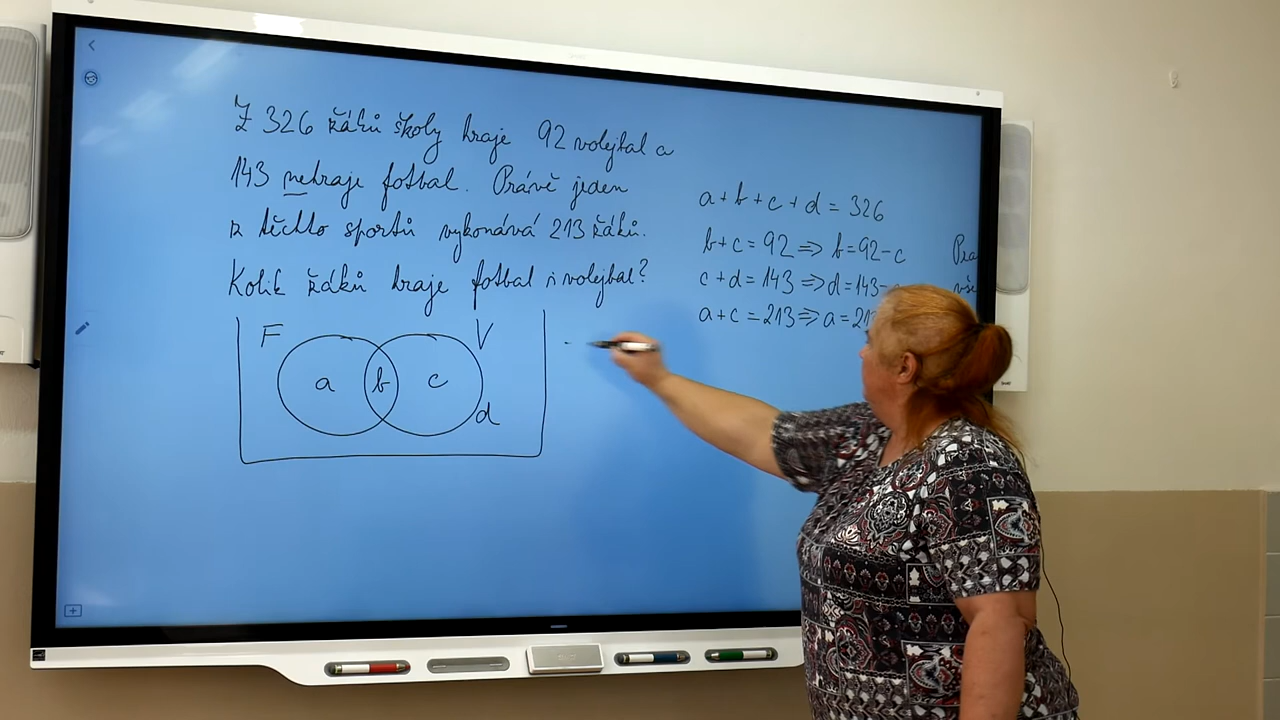 Z 326 žáků školy hraje 92 volejbal a
143 nehraje fotbal. Právě jeden
z těchto sportů vykonává 213 žáků.
Kolik žáků hraje fotbal i volejbal?
F V
a b c
d
a + b + c + d = 326
b + c = 92 => b = 92 - c
c + d = 143 => d = 143 -
a + c = 213 => a = 21